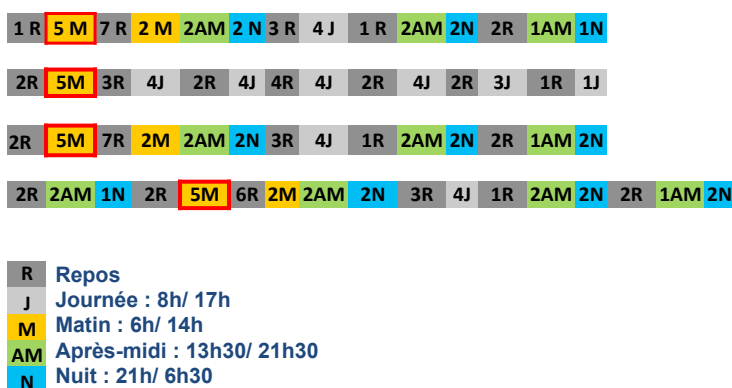 1 R 5 M 7 R 2 M 2AM 2 N 3 R 4 J 1 R 2AM 2N 2R 1AM 1N
2R 5M 3R 4J 2R 4J 4R 4J 2R 4J 2R 3J 1R 1J
2R 5M 7R 2M 2AM 2N 3R 4J 1R 2AM 2N 2R 1AM 2N
2R 2AM 1N 2R 5M 6R 2M 2AM 2N 3R 4J 1R 2AM 2N 2R 1AM 2N
R Repos
J Journée : 8h/ 17h
M Matin : 6h/ 14h
AM Après-midi : 13h30/ 21h30
N Nuit : 21h/ 6h30